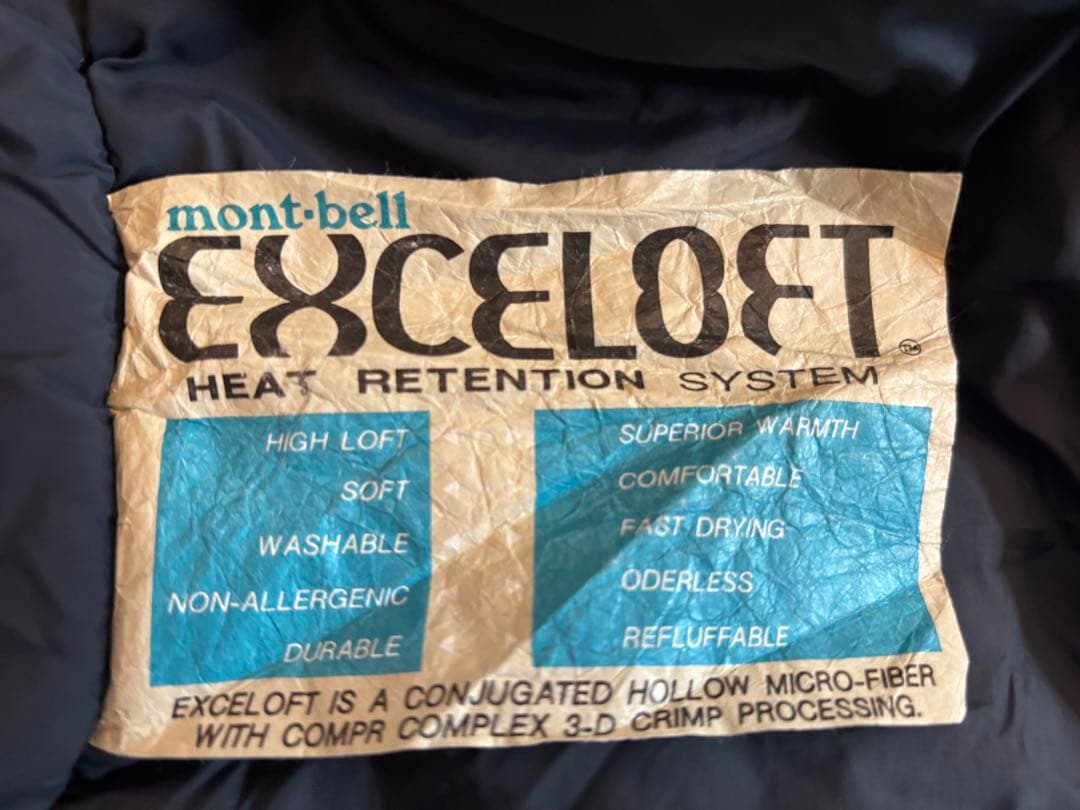 mont·bell
EXCELOFT™
HEAT RETENTION SYSTEM
HIGH LOFT
SOFT
WASHABLE
NON-ALLERGENIC
DURABLE
SUPERIOR WARMTH
COMFORTABLE
FAST DRYING
ODERLESS
REFLUFFABLE
EXCELOFT IS A CONJUGATED HOLLOW MICRO-FIBER
WITH COMPR COMPLEX 3-D CRIMP PROCESSING.